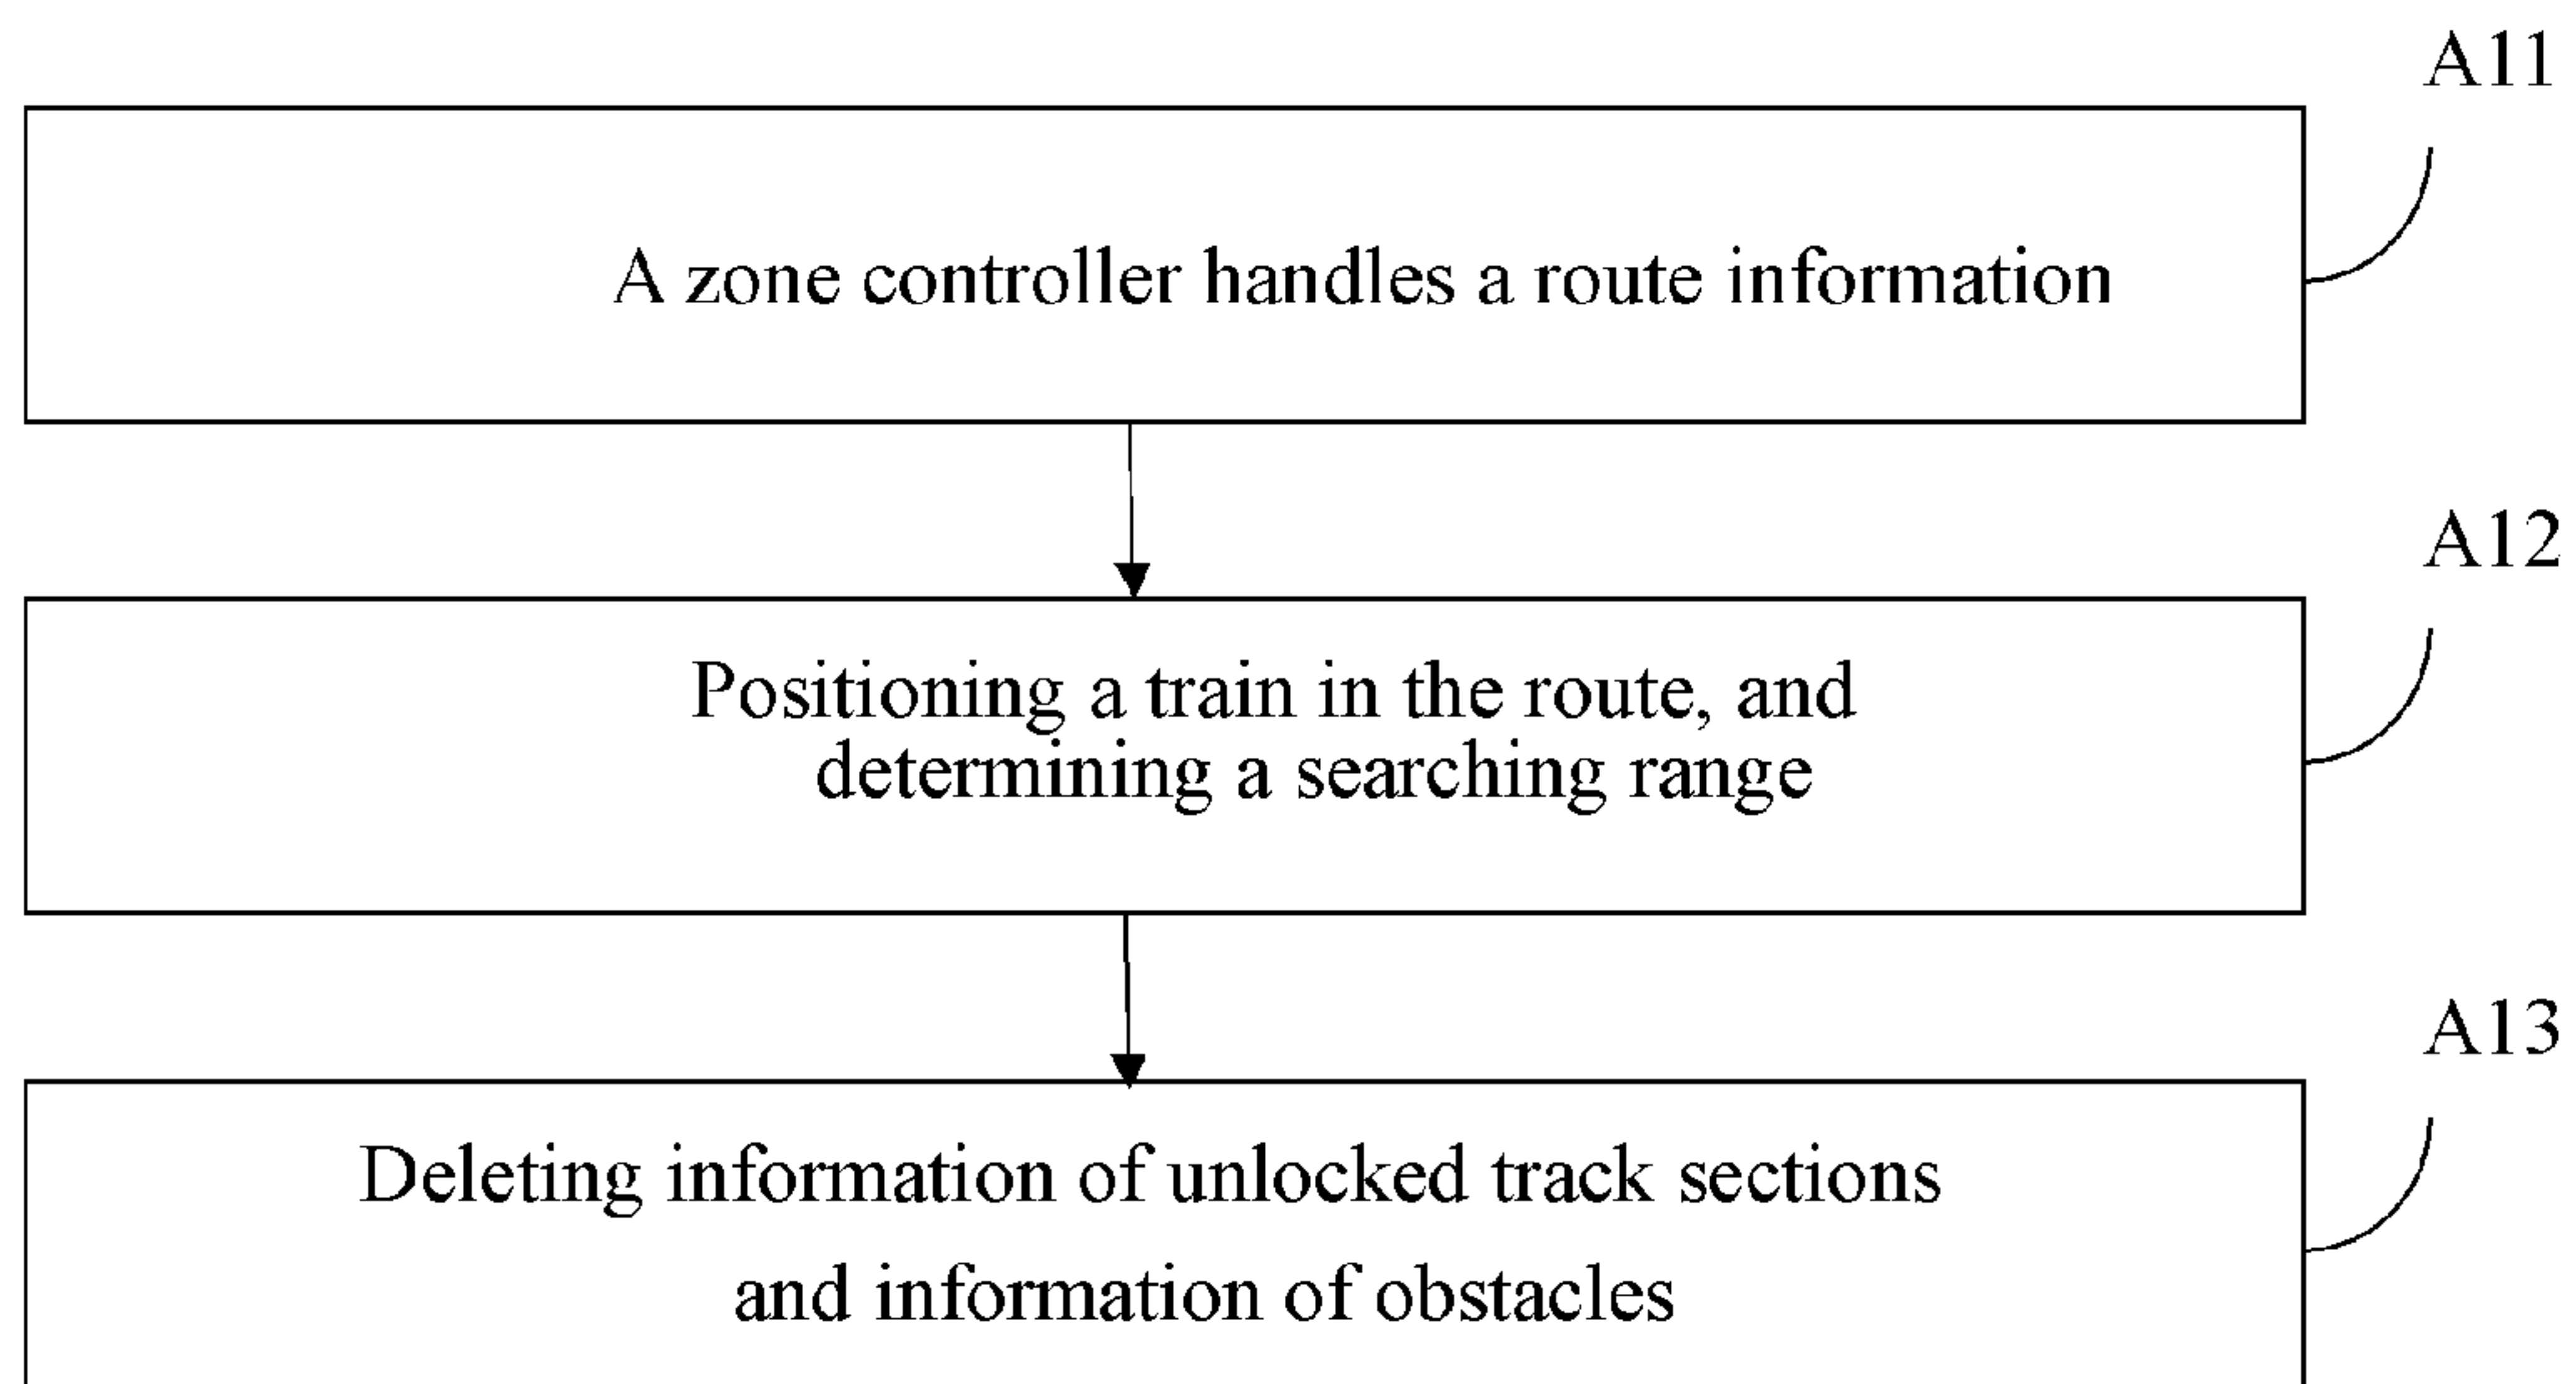 A11
A zone controller handles a route information
A12
Positioning a train in the route, and
determining a searching range
A13
Deleting information of unlocked track sections
and information of obstacles